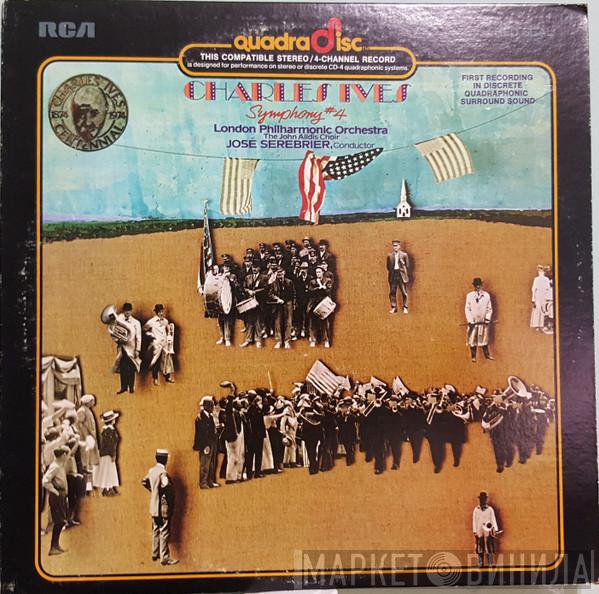 RCA
quadradisc
THIS COMPATIBLE STEREO/4-CHANNEL RECORD
is designed for performance on stereo or discrete CD-4 quadraphonic systems
CHARLES IVES
CENTENNIAL
1874 1974
CHARLES IVES
Symphony #4
London Philharmonic Orchestra
The John Alldis Choir
JOSE SEREBRIER, Conductor
FIRST RECORDING
IN DISCRETE
QUADRAPHONIC
SURROUND SOUND
МАРКЕТ ВИНИЛА